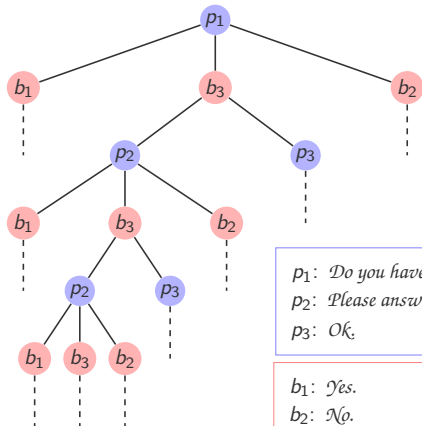 p1
b1 b3 b2
p2 p3
b1 b3 b2
p2 p3
b1 b3 b2
p1: Do you have
p2: Please answ
p3: Ok.
b1: Yes.
b2: No.